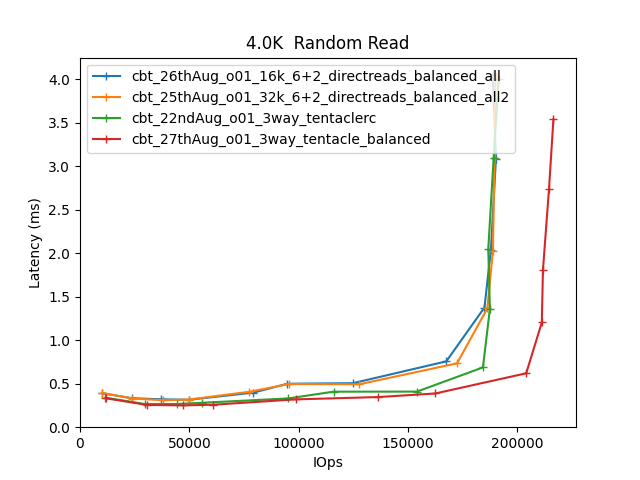 4.0K  Random Read
cbt_26thAug_o01_16k_6+2_directreads_balanced_all
cbt_25thAug_o01_32k_6+2_directreads_balanced_all2
cbt_22ndAug_o01_3way_tentaclerc
cbt_27thAug_o01_3way_tentacle_balanced
Latency (ms)
4.0
3.5
3.0
2.5
2.0
1.5
1.0
0.5
0.0
0 50000 100000 150000 200000
IOps